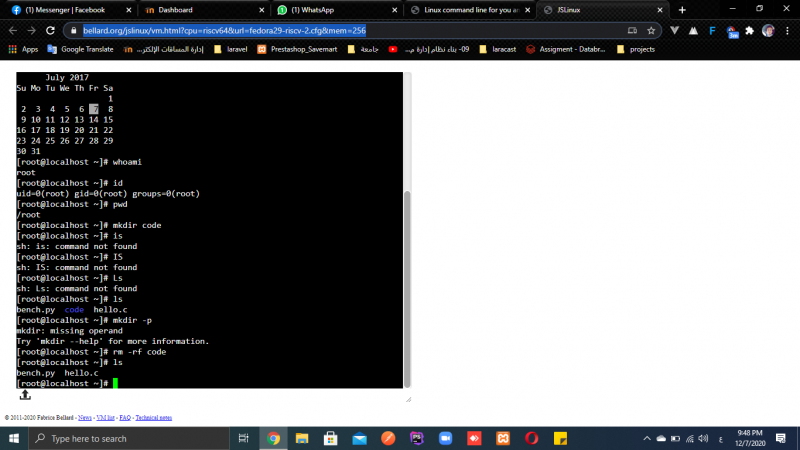 (1) Messenger | Facebook
Dashboard
(1) WhatsApp
Linux command line for you an
JSLinux
bellard.org/jslinux/vm.html?cpu=riscv64&url=fedora29-riscv-2.cfg&mem=256
Apps
سادة
Google Translate
إدارة المساقات الإلكتر...
laravel
Prestashop_Savemart
جامعة
09- بناء نظام إدارة م...
laracast
Assigment - Databr...
projects
July 2017
Su Mo Tu We Th Fr Sa
1
2 3 4 5 6 7 8
9 10 11 12 13 14 15
16 17 18 19 20 21 22
23 24 25 26 27 28 29
30 31
[root@localhost ~]# whoami
root
[root@localhost ~]# id
uid=0(root) gid=0(root) groups=0(root)
[root@localhost ~]# pwd
/root
[root@localhost ~]# mkdir code
[root@localhost ~]# is
sh: is: command not found
[root@localhost ~]# IS
sh: IS: command not found
[root@localhost ~]# Ls
sh: Ls: command not found
[root@localhost ~]# ls
bench.py code hello.c
[root@localhost ~]# mkdir -p
mkdir: missing operand
Try 'mkdir --help' for more information.
[root@localhost ~]# rm -rf code
[root@localhost ~]# ls
bench.py hello.c
[root@localhost ~]#
© 2011-2020 Fabrice Bellard - News - VM list - FAQ - Technical notes
Type here to search
9:48 PM
12/7/2020